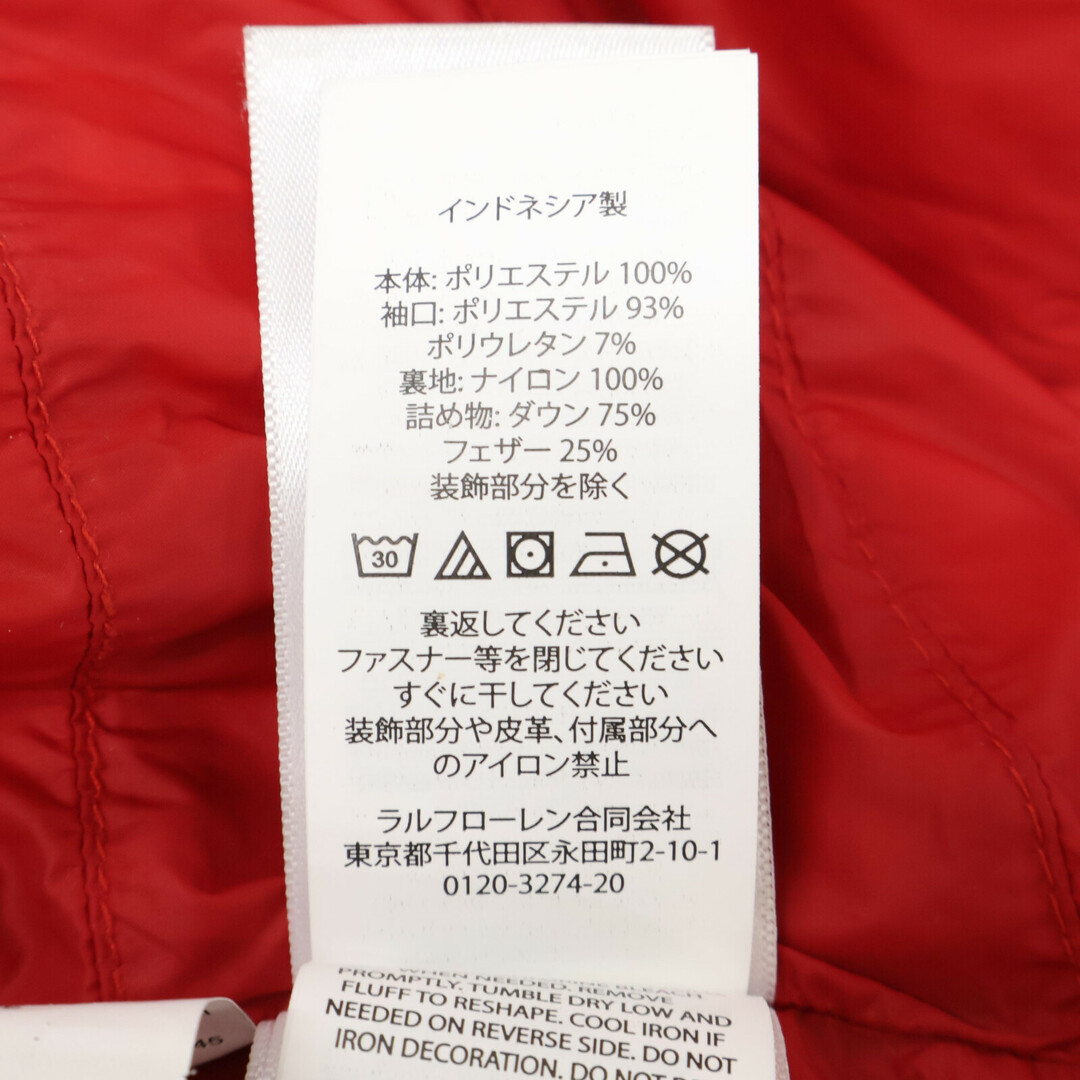 インドネシア製
本体: ポリエステル 100%
袖口: ポリエステル 93%
ポリウレタン 7%
裏地: ナイロン 100%
詰め物: ダウン 75%
フェザー 25%
装飾部分を除く
30
裏返してください
ファスナー等を閉じてください
すぐに干してください
装飾部分や皮革、付属部分へ
のアイロン禁止
ラルフローレン合同会社
東京都千代田区永田町2-10-1
0120-3274-20
WHEN NEEDED. REMOVE
PROMPTLY. TUMBLE DRY LOW AND
FLUFF TO RESHAPE. COOL IRON IF
NEEDED ON REVERSE SIDE. DO NOT
IRON DECORATION. DO NOT
45